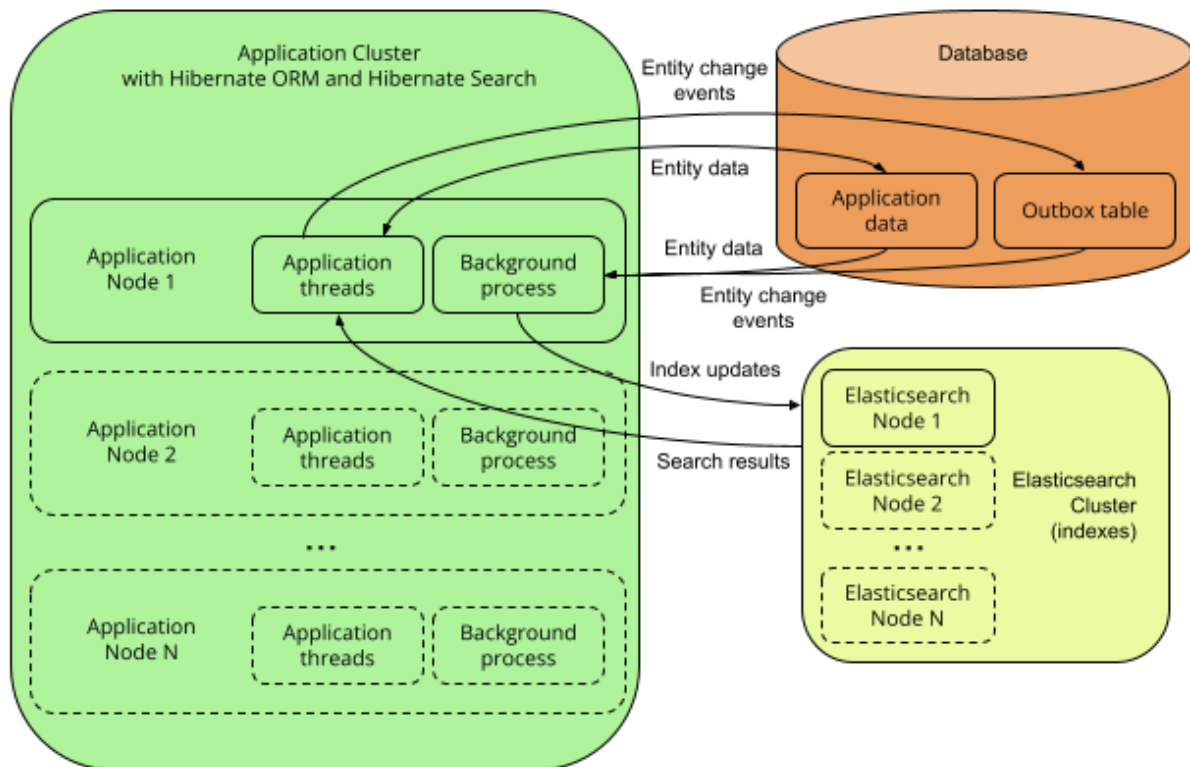 Application Cluster
with Hibernate ORM and Hibernate Search
Application
Node 1
Application
threads
Background
process
Application
Node 2
Application
threads
Background
process
...
Application
Node N
Application
threads
Background
process
Entity change
events
Entity data
Entity data
Entity change
events
Index updates
Search results
Database
Application
data
Outbox table
Elasticsearch
Node 1
Elasticsearch
Node 2
...
Elasticsearch
Node N
Elasticsearch
Cluster
(indexes)